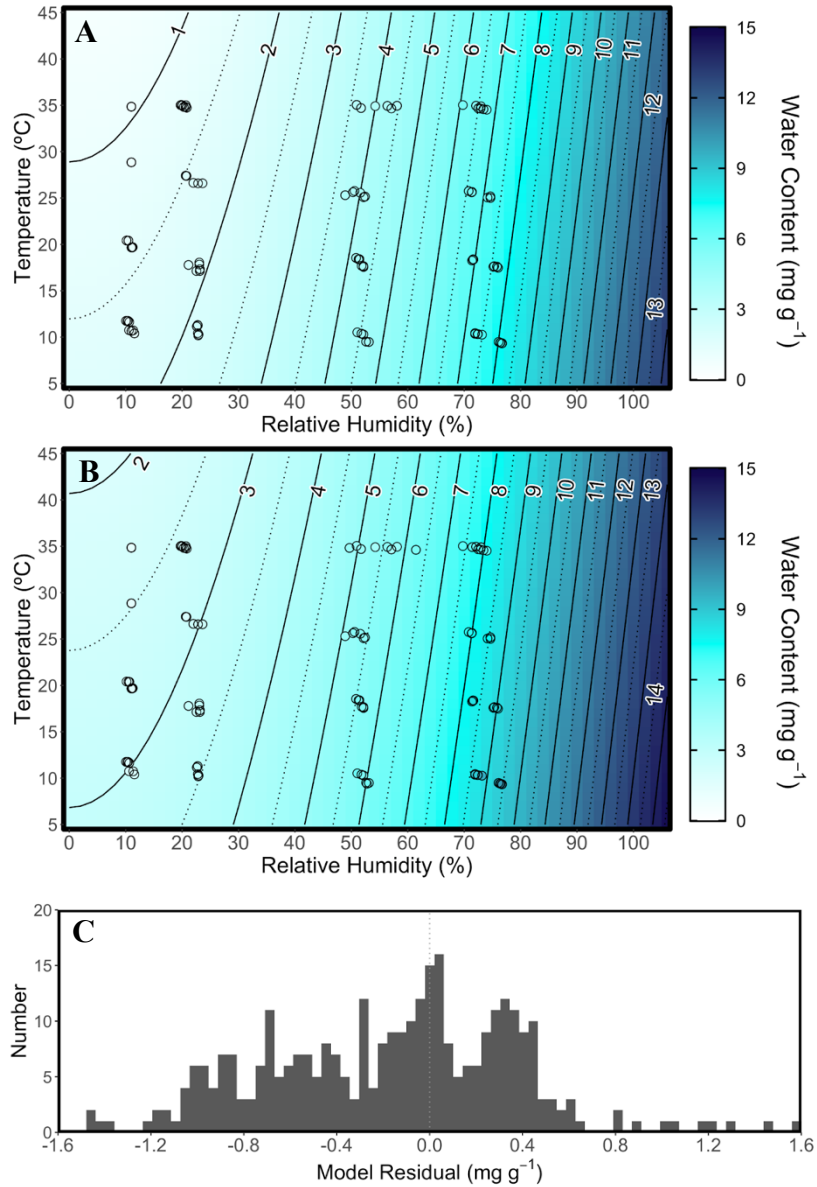 A
1 2 3 4 5 6 7 8 9 10 11
12
13
45
40
35
30
25
20
15
10
5
Temperature (ºC)
0 10 20 30 40 50 60 70 80 90 100
Relative Humidity (%)
15
12
9
6
3
0
Water Content (mg g⁻¹)
B
2 3 4 5 6 7 8 9 10 11 12 13
14
45
40
35
30
25
20
15
10
5
Temperature (ºC)
0 10 20 30 40 50 60 70 80 90 100
Relative Humidity (%)
15
12
9
6
3
0
Water Content (mg g⁻¹)
C
20
15
10
5
0
Number
-1.6 -1.2 -0.8 -0.4 0.0 0.4 0.8 1.2 1.6
Model Residual (mg g⁻¹)